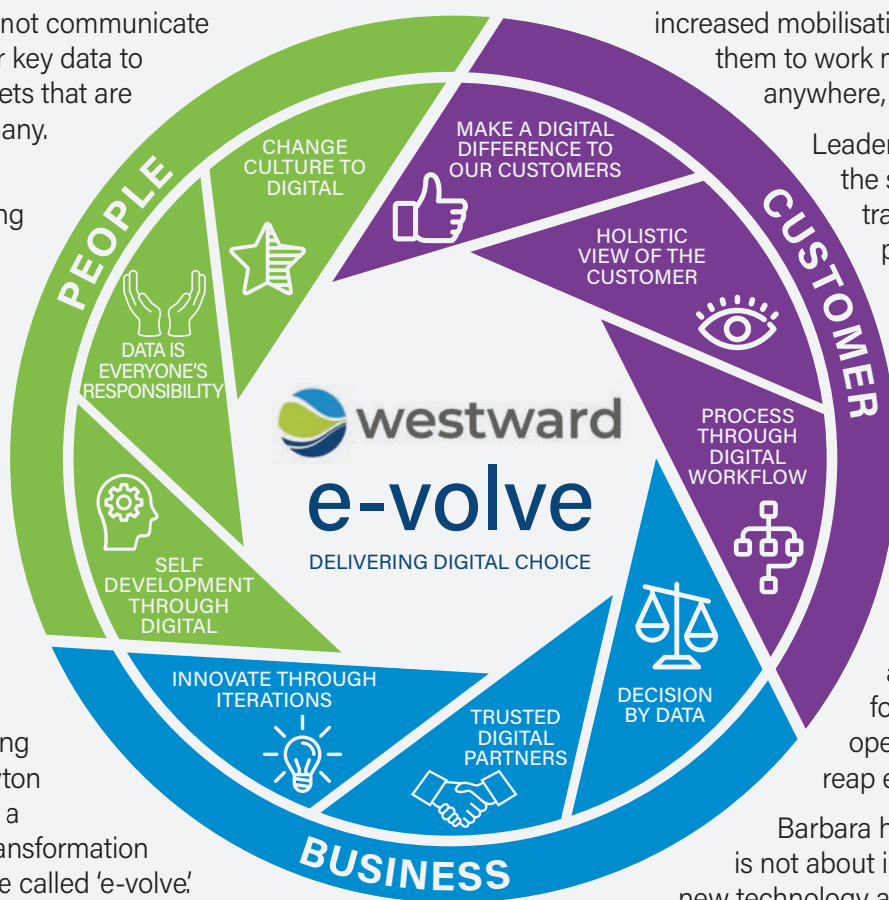 not communicate
key data to
ets that are
any.
ng
ng
a
ansformation
e called ‘e-volve.’
PEOPLE
CHANGE
CULTURE TO
DIGITAL
DATA IS
EVERYONE'S
RESPONSIBILITY
SELF
DEVELOPMENT
THROUGH
DIGITAL
CUSTOMER
MAKE A DIGITAL
DIFFERENCE TO
OUR CUSTOMERS
HOLISTIC
VIEW OF THE
CUSTOMER
PROCESS
THROUGH
DIGITAL
WORKFLOW
westward
e-volve
DELIVERING DIGITAL CHOICE
INNOVATE THROUGH
ITERATIONS
TRUSTED
DIGITAL
PARTNERS
DECISION
BY DATA
BUSINESS
increased mobilisati
them to work
anywhere,
Leader
the s
tra
p
a
fo
ope
reap e
Barbara h
is not about i
new technology a